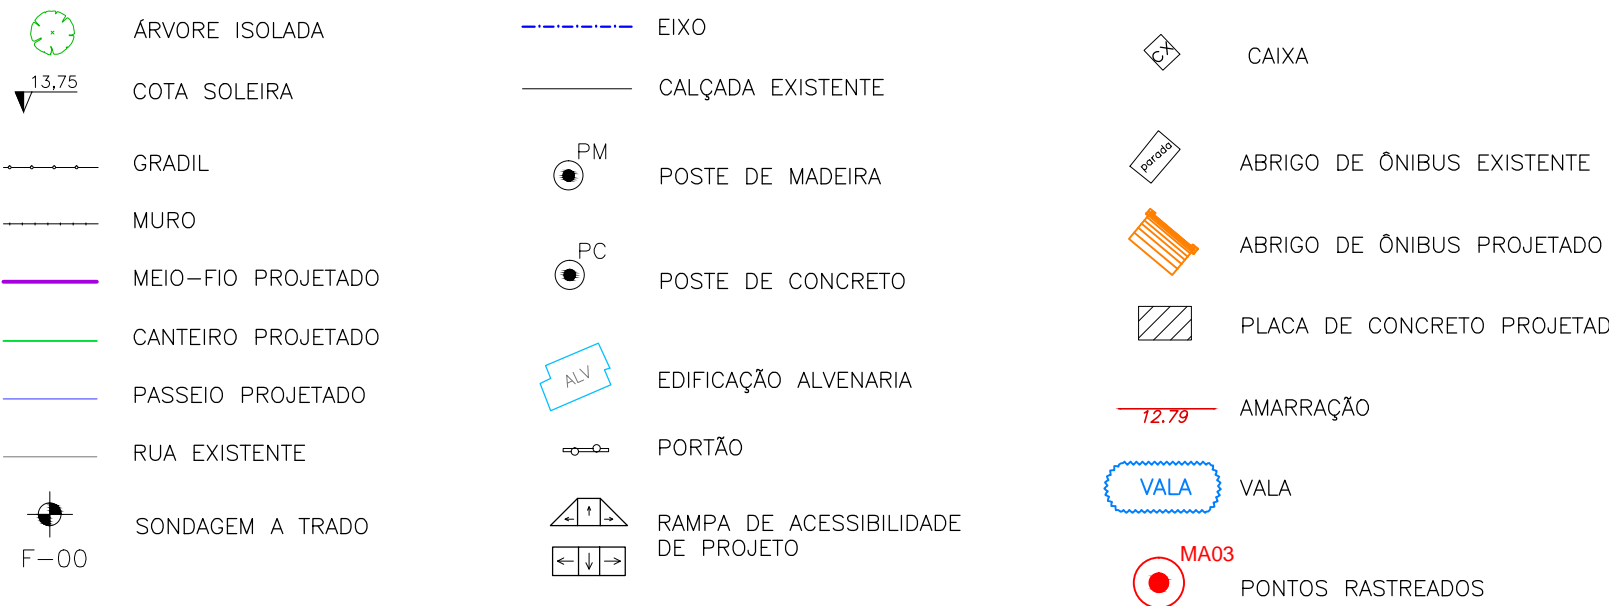 ÁRVORE ISOLADA
13,75
COTA SOLEIRA
GRADIL
MURO
MEIO-FIO PROJETADO
CANTEIRO PROJETADO
PASSEIO PROJETADO
RUA EXISTENTE
SONDAGEM A TRADO
F-00
EIXO
CALÇADA EXISTENTE
PM
POSTE DE MADEIRA
PC
POSTE DE CONCRETO
ALV
EDIFICAÇÃO ALVENARIA
PORTÃO
RAMPA DE ACESSIBILIDADE
DE PROJETO
CX
CAIXA
parada
ABRIGO DE ÔNIBUS EXISTENTE
ABRIGO DE ÔNIBUS PROJETADO
PLACA DE CONCRETO PROJETAD
12.79
AMARRAÇÃO
VALA
VALA
MA03
PONTOS RASTREADOS